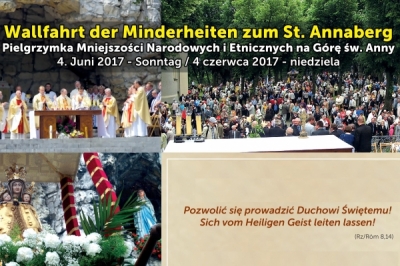 Wallfahrt der Minderheiten zum St. Annaberg
Pielgrzymka Mniejszości Narodowych i Etnicznych na Górę św. Anny
4. Juni 2017 - Sonntag / 4 czerwca 2017 - niedziela
Pozwolić się prowadzić Duchowi Świętemu!
Sich vom Heiligen Geist leiten lassen!
(Rz/Röm 8,14)